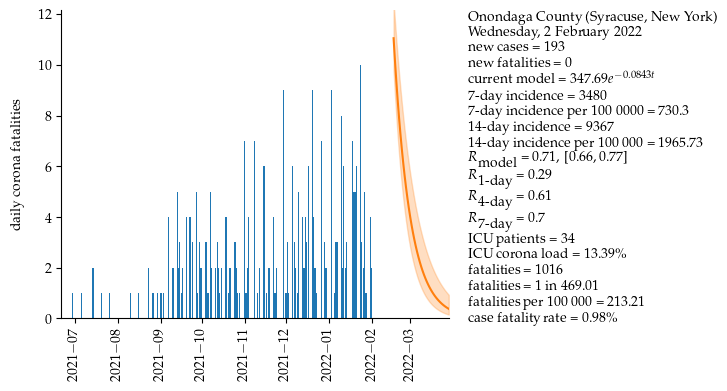 12
10
8
6
4
2
0
daily corona fatalities
2021−07
2021−08
2021−09
2021−10
2021−11
2021−12
2022−01
2022−02
2022−03
Onondaga County (Syracuse, New York)
Wednesday, 2 February 2022
new cases = 193
new fatalities = 0
current model = 347.69e^−0.0843t
7-day incidence = 3480
7-day incidence per 100 0000 = 730.3
14-day incidence = 9367
14-day incidence per 100 000 = 1965.73
R_model = 0.71, [0.66, 0.77]
R_1-day = 0.29
R_4-day = 0.61
R_7-day = 0.7
ICU patients = 34
ICU corona load = 13.39%
fatalities = 1016
fatalities = 1 in 469.01
fatalities per 100 000 = 213.21
case fatality rate = 0.98%